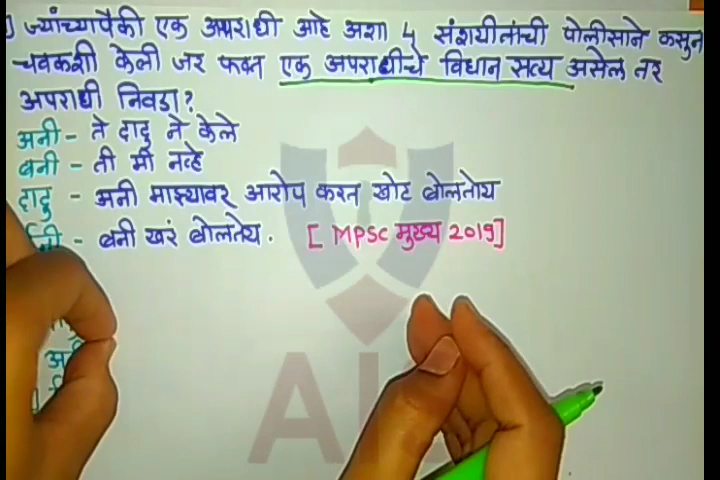 ] ज्यांच्यापैकी एक अपराधी आहे अशा 4 संशयीतांची पोलीसाने कसुन
चवकशी केली जर फक्त एक अपराधीचे विधान सत्य असेल तर
अपराधी निवडा?
अनी - ते दादु ने केले
बनी - ती मी नव्हे
दादु - अनी माझ्यावर आरोप करत खोट बोलतोय
- बनी खरं बोलतेय. [MPSC मुख्य 2019]